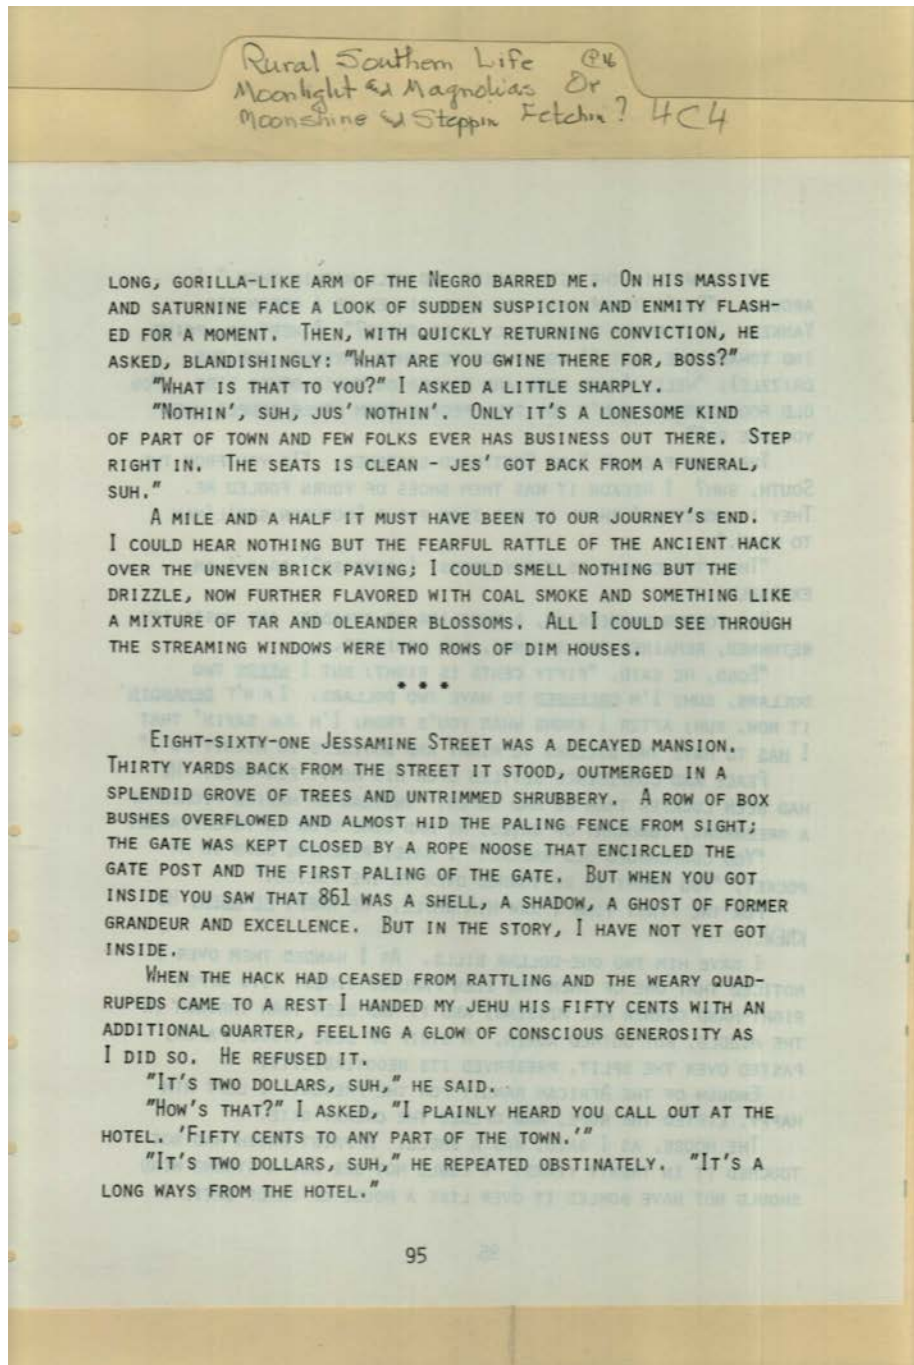 Rural Southern Life
Moonlight & Magnolias Or
Moonshine & Steppin Fetchin? 4C4
LONG, GORILLA-LIKE ARM OF THE NEGRO BARRED ME. ON HIS MASSIVE
AND SATURNINE FACE A LOOK OF SUDDEN SUSPICION AND ENMITY FLASH-
ED FOR A MOMENT. THEN, WITH QUICKLY RETURNING CONVICTION, HE
ASKED, BLANDISHINGLY: "WHAT ARE YOU GWINE THERE FOR, BOSS?"
"WHAT IS THAT TO YOU?" I ASKED A LITTLE SHARPLY.
"NOTHIN', SUH, JUS' NOTHIN'. ONLY IT'S A LONESOME KIND
OF PART OF TOWN AND FEW FOLKS EVER HAS BUSINESS OUT THERE. STEP
RIGHT IN. THE SEATS IS CLEAN - JES' GOT BACK FROM A FUNERAL,
SUH."
A MILE AND A HALF IT MUST HAVE BEEN TO OUR JOURNEY'S END.
I COULD HEAR NOTHING BUT THE FEARFUL RATTLE OF THE ANCIENT HACK
OVER THE UNEVEN BRICK PAVING; I COULD SMELL NOTHING BUT THE
DRIZZLE, NOW FURTHER FLAVORED WITH COAL SMOKE AND SOMETHING LIKE
A MIXTURE OF TAR AND OLEANDER BLOSSOMS. ALL I COULD SEE THROUGH
THE STREAMING WINDOWS WERE TWO ROWS OF DIM HOUSES.
* * *
EIGHT-SIXTY-ONE JESSAMINE STREET WAS A DECAYED MANSION.
THIRTY YARDS BACK FROM THE STREET IT STOOD, OUTMERGED IN A
SPLENDID GROVE OF TREES AND UNTRIMMED SHRUBBERY. A ROW OF BOX
BUSHES OVERFLOWED AND ALMOST HID THE PALING FENCE FROM SIGHT;
THE GATE WAS KEPT CLOSED BY A ROPE NOOSE THAT ENCIRCLED THE
GATE POST AND THE FIRST PALING OF THE GATE. BUT WHEN YOU GOT
INSIDE YOU SAW THAT 861 WAS A SHELL, A SHADOW, A GHOST OF FORMER
GRANDEUR AND EXCELLENCE. BUT IN THE STORY, I HAVE NOT YET GOT
INSIDE.
WHEN THE HACK HAD CEASED FROM RATTLING AND THE WEARY QUAD-
RUPEDS CAME TO A REST I HANDED MY JEHU HIS FIFTY CENTS WITH AN
ADDITIONAL QUARTER, FEELING A GLOW OF CONSCIOUS GENEROSITY AS
I DID SO. HE REFUSED IT.
"IT'S TWO DOLLARS, SUH," HE SAID.
"HOW'S THAT?" I ASKED, "I PLAINLY HEARD YOU CALL OUT AT THE
HOTEL. 'FIFTY CENTS TO ANY PART OF THE TOWN.'"
"IT'S TWO DOLLARS, SUH," HE REPEATED OBSTINATELY. "IT'S A
LONG WAYS FROM THE HOTEL."
95